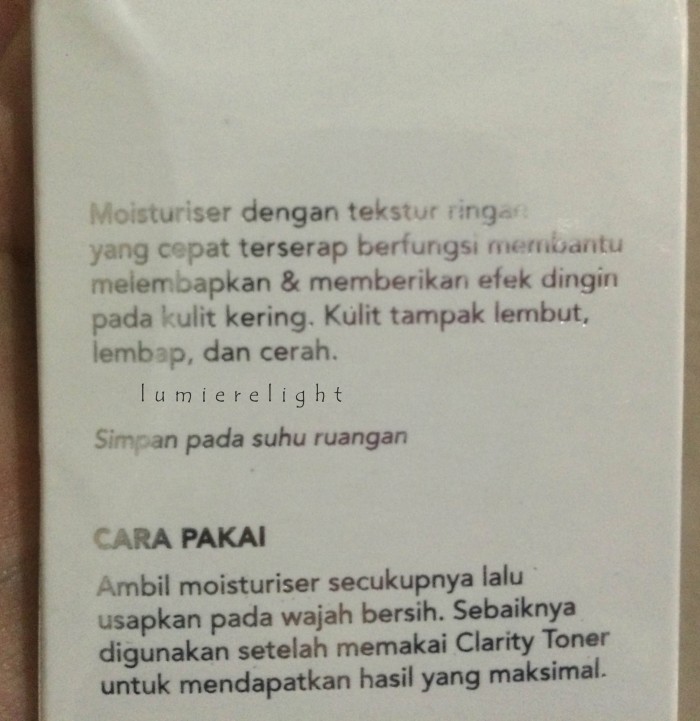 Moisturiser dengan tekstur ringan
yang cepat terserap berfungsi membantu
melembapkan & memberikan efek dingin
pada kulit kering. Kulit tampak lembut,
lembap, dan cerah.
lumierelight
Simpan pada suhu ruangan
CARA PAKAI
Ambil moisturiser secukupnya lalu
usapkan pada wajah bersih. Sebaiknya
digunakan setelah memakai Clarity Toner
untuk mendapatkan hasil yang maksimal.